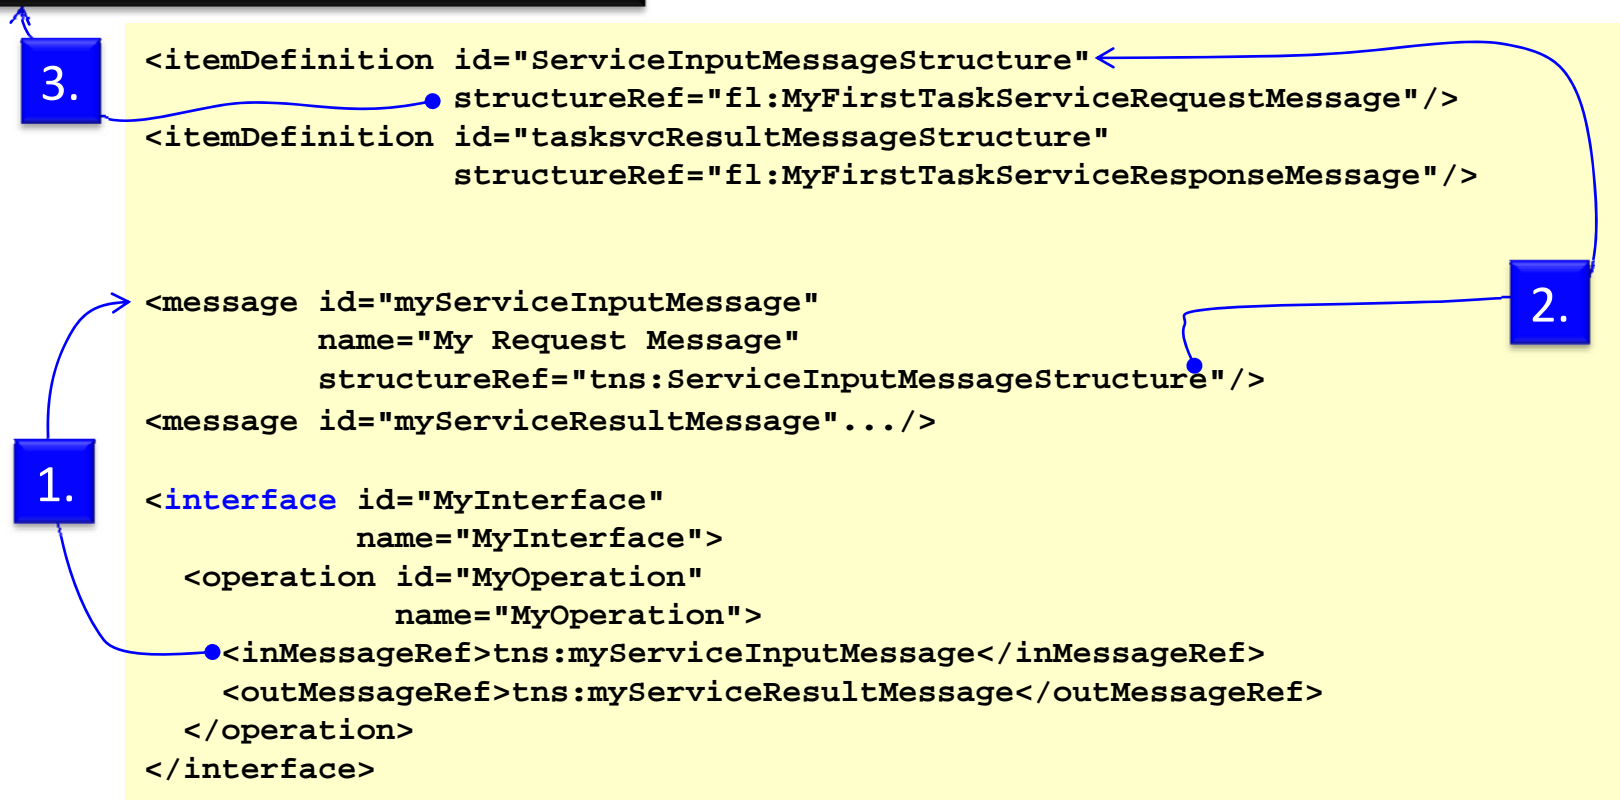 3.
<itemDefinition id="ServiceInputMessageStructure"
structureRef="fl:MyFirstTaskServiceRequestMessage"/>
<itemDefinition id="tasksvcResultMessageStructure"
structureRef="fl:MyFirstTaskServiceResponseMessage"/>
<message id="myServiceInputMessage"
2.
name="My Request Message"
structureRef="tns:ServiceInputMessageStructure"/>
<message id="myServiceResultMessage".../>
1.
<interface id="MyInterface"
name="MyInterface">
<operation id="MyOperation"
name="MyOperation">
<inMessageRef>tns:myServiceInputMessage</inMessageRef>
<outMessageRef>tns:myServiceResultMessage</outMessageRef>
</operation>
</interface>